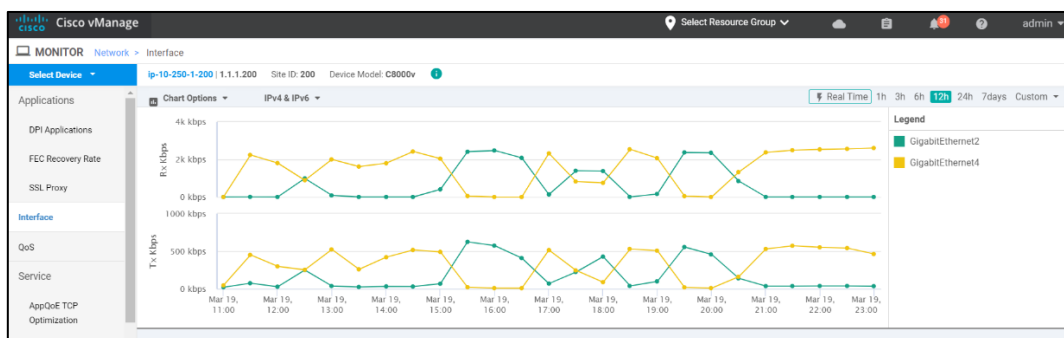 CISCO Cisco vManage
Select Resource Group
31
admin
MONITOR Network > Interface
Select Device
ip-10-250-1-200 | 1.1.1.200 Site ID: 200 Device Model: C8000v
Applications
DPI Applications
FEC Recovery Rate
SSL Proxy
Interface
QoS
Service
AppQoE TCP
Optimization
Chart Options IPv4 & IPv6
Real Time 1h 3h 6h 12h 24h 7days Custom
Legend
GigabitEthernet2
GigabitEthernet4
Rx Kbps
4k kbps
2k kbps
0 kbps
Tx Kbps
1000 kbps
500 kbps
0 kbps
Mar 19, 11:00
Mar 19, 12:00
Mar 19, 13:00
Mar 19, 14:00
Mar 19, 15:00
Mar 19, 16:00
Mar 19, 17:00
Mar 19, 18:00
Mar 19, 19:00
Mar 19, 20:00
Mar 19, 21:00
Mar 19, 22:00
Mar 19, 23:00